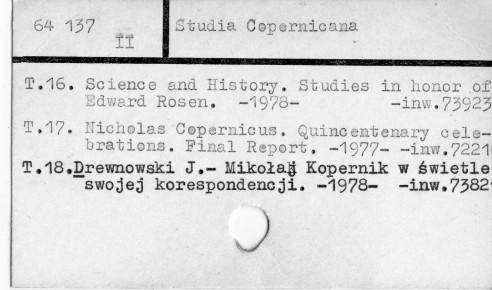 64 137
II
Studia Copernicana
T.16. Science and History. Studies in honor of
Edward Rosen. -1978- -inw.73923
T.17. Nicholas Copernicus. Quincentenary cele-
brations. Final Report. -1977- -inw.7221
T.18.Drewnowski J.- Mikołaj Kopernik w świetle
swojej korespondencji. -1978- -inw.7382